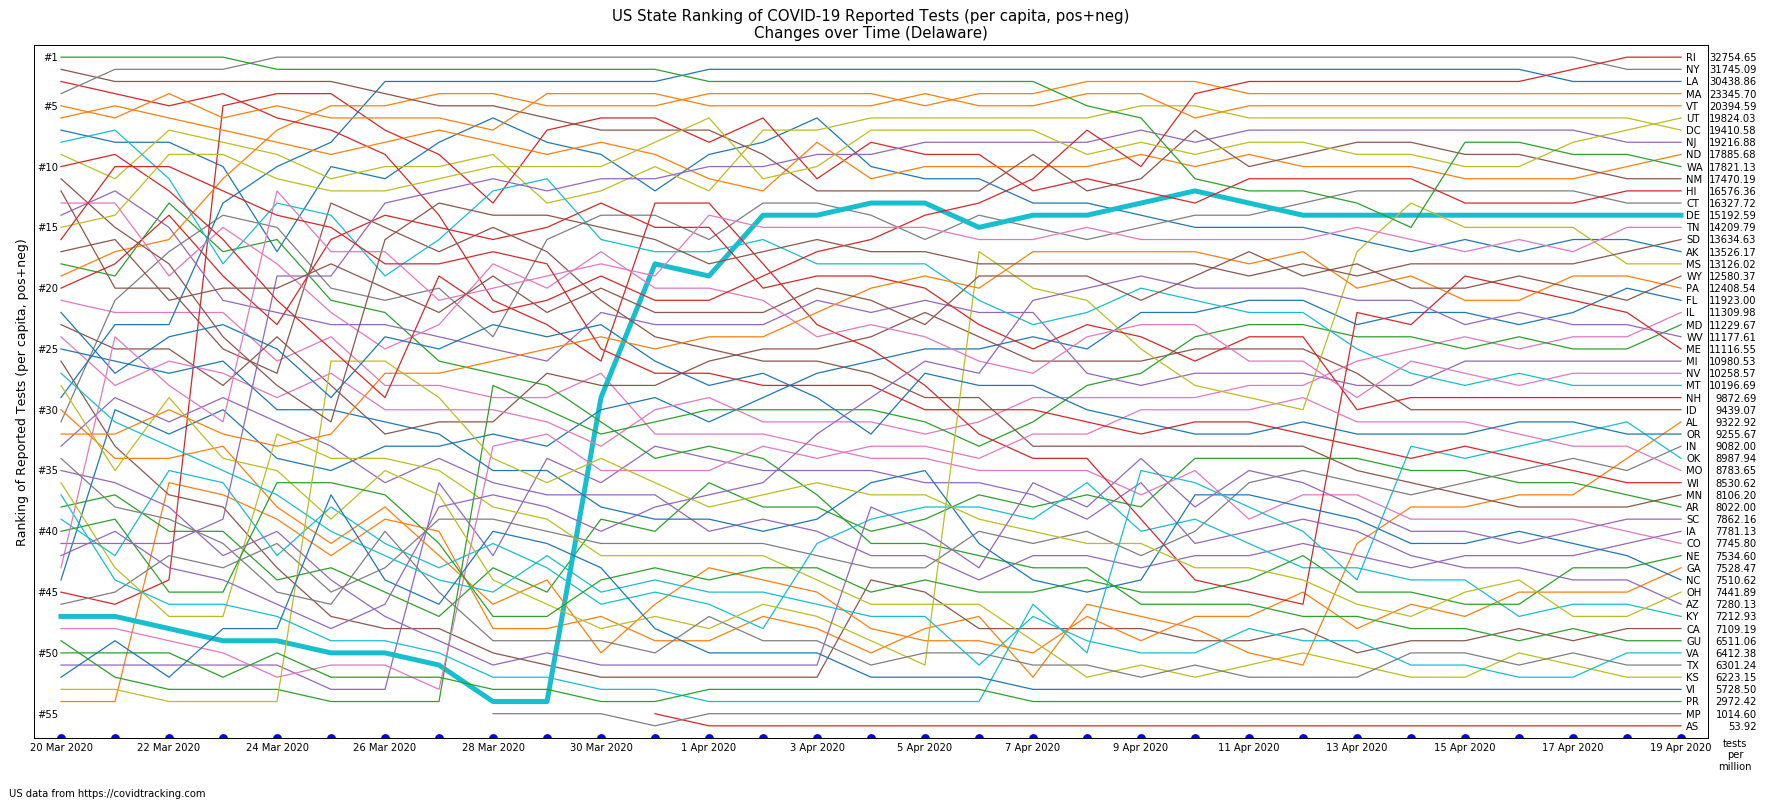 US State Ranking of COVID-19 Reported Tests (per capita, pos+neg)
Changes over Time (Delaware)
Ranking of Reported Tests (per capita, pos+neg)
#1
#5
#10
#15
#20
#25
#30
#35
#40
#45
#50
#55
RI 32754.65
NY 31745.09
LA 30438.86
MA 23345.70
VT 20394.59
UT 19824.03
DC 19410.58
NJ 19216.88
ND 17885.68
WA 17821.13
NM 17470.19
HI 16576.36
CT 16327.72
DE 15192.59
TN 14209.79
SD 13634.63
AK 13526.17
MS 13126.02
WY 12580.37
PA 12408.54
FL 11923.00
IL 11309.98
MD 11229.67
WV 11177.61
ME 11116.55
MI 10980.53
NV 10258.57
MT 10196.69
NH 9872.69
ID 9439.07
AL 9322.92
OR 9255.67
IN 9082.00
OK 8987.94
MO 8783.65
WI 8530.62
MN 8106.20
AR 8022.00
SC 7862.16
IA 7781.13
CO 7745.80
NE 7534.60
GA 7528.47
NC 7510.62
OH 7441.89
AZ 7280.13
KY 7212.93
CA 7109.19
GU 6511.06
VA 6412.38
TX 6301.24
KS 6223.15
VI 5728.50
PR 2972.42
MP 1014.60
AS 53.92
20 Mar 2020 22 Mar 2020 24 Mar 2020 26 Mar 2020 28 Mar 2020 30 Mar 2020 1 Apr 2020 3 Apr 2020 5 Apr 2020 7 Apr 2020 9 Apr 2020 11 Apr 2020 13 Apr 2020 15 Apr 2020 17 Apr 2020 19 Apr 2020
tests
per
million
US data from https://covidtracking.com